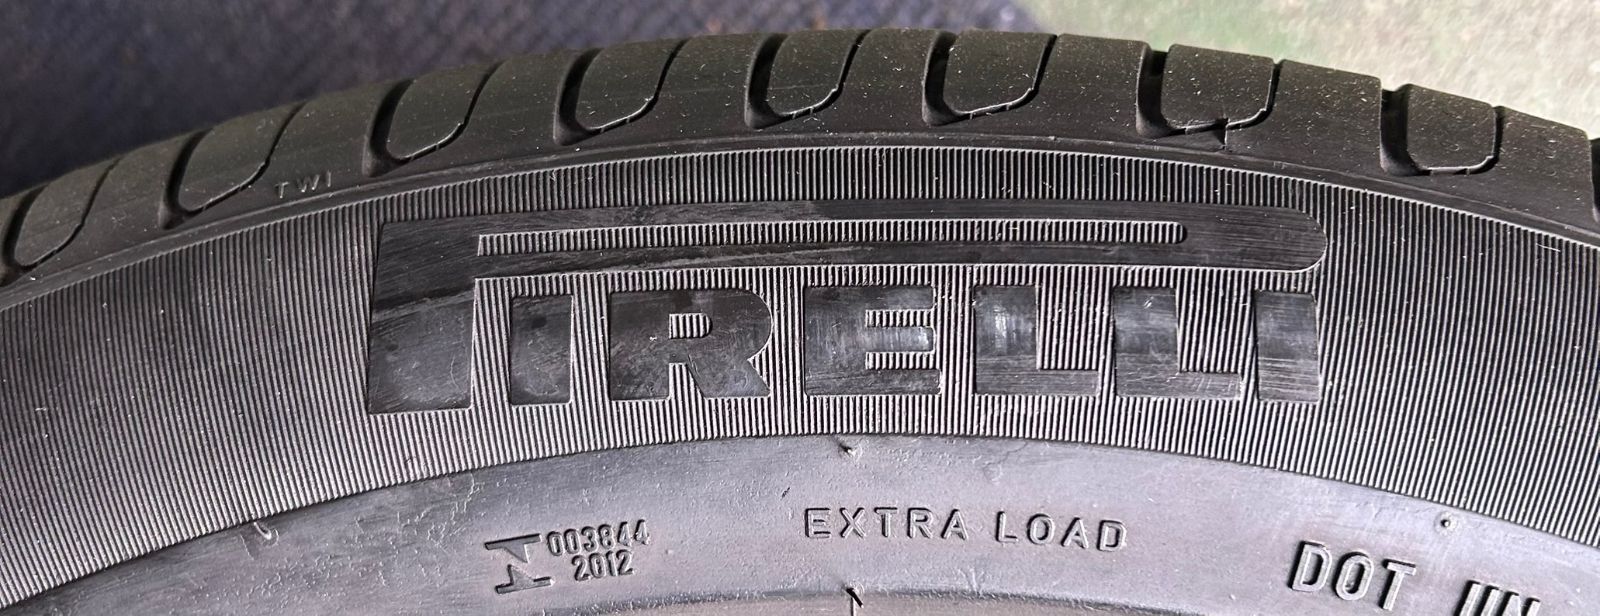 TWI
PIRELLI
003844
2012
EXTRA LOAD
DOT